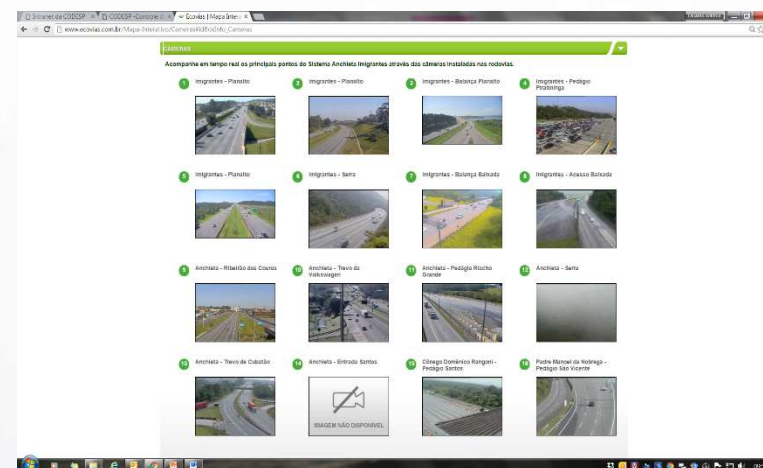 Intranet da CODESP
CODESP -Controle d
Ecovias | Mapa Intera
www.ecovias.com.br/Mapa-Interativo/Cameras
CÂMERAS
Acompanhe em tempo real os principais pontos do Sistema Anchieta Imigrantes através das câmeras instaladas nas rodovias.
1 Imigrantes - Planalto
2 Imigrantes - Planalto
3 Imigrantes - Balança Planalto
4 Imigrantes - Pedágio
Piratininga
5 Imigrantes - Planalto
6 Imigrantes - Serra
7 Imigrantes - Balança Baixada
8 Imigrantes - Acesso Baixada
9 Anchieta - Ribeirão dos Couros
10 Anchieta - Trevo da
Volkswagen
11 Anchieta - Pedágio Riacho
Grande
12 Anchieta - Serra
13 Anchieta - Trevo de Cubatão
14 Anchieta - Entrada Santos
15 Cônego Domênico Rangoni -
Pedágio Santos
16 Padre Manoel da Nóbrega -
Pedágio São Vicente
IMAGEM NÃO DISPONÍVEL